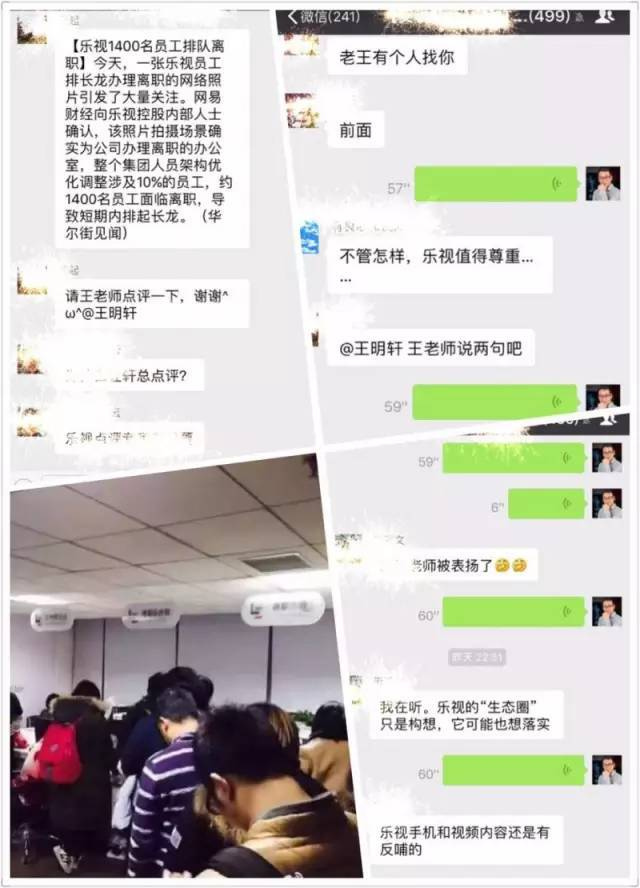 【乐视1400名员工排队离
职】今天，一张乐视员工
排长龙办理离职的网络照
片引发了大量关注。网易
财经向乐视控股内部人士
确认，该照片拍摄场景确
实为公司办理离职的办公
室，整个集团人员架构优
化调整涉及10%的员工，约
1400名员工面临离职，导
致短期内排起长龙。（华
尔街见闻）
起
请王老师点评一下，谢谢^
ω^@王明轩
轩总点评?
乐视点评
微信(241)
...(499)
老王有个人找你
前面
57"
不管怎样，乐视值得尊重...
...
@王明轩 王老师说两句吧
59"
59"
6"
文
老师被表扬了🤣🤣
60"
昨天 22:31
我在听。乐视的“生态圈”
只是构想，它可能也想落实
60"
乐视手机和视频内容还是有
反哺的